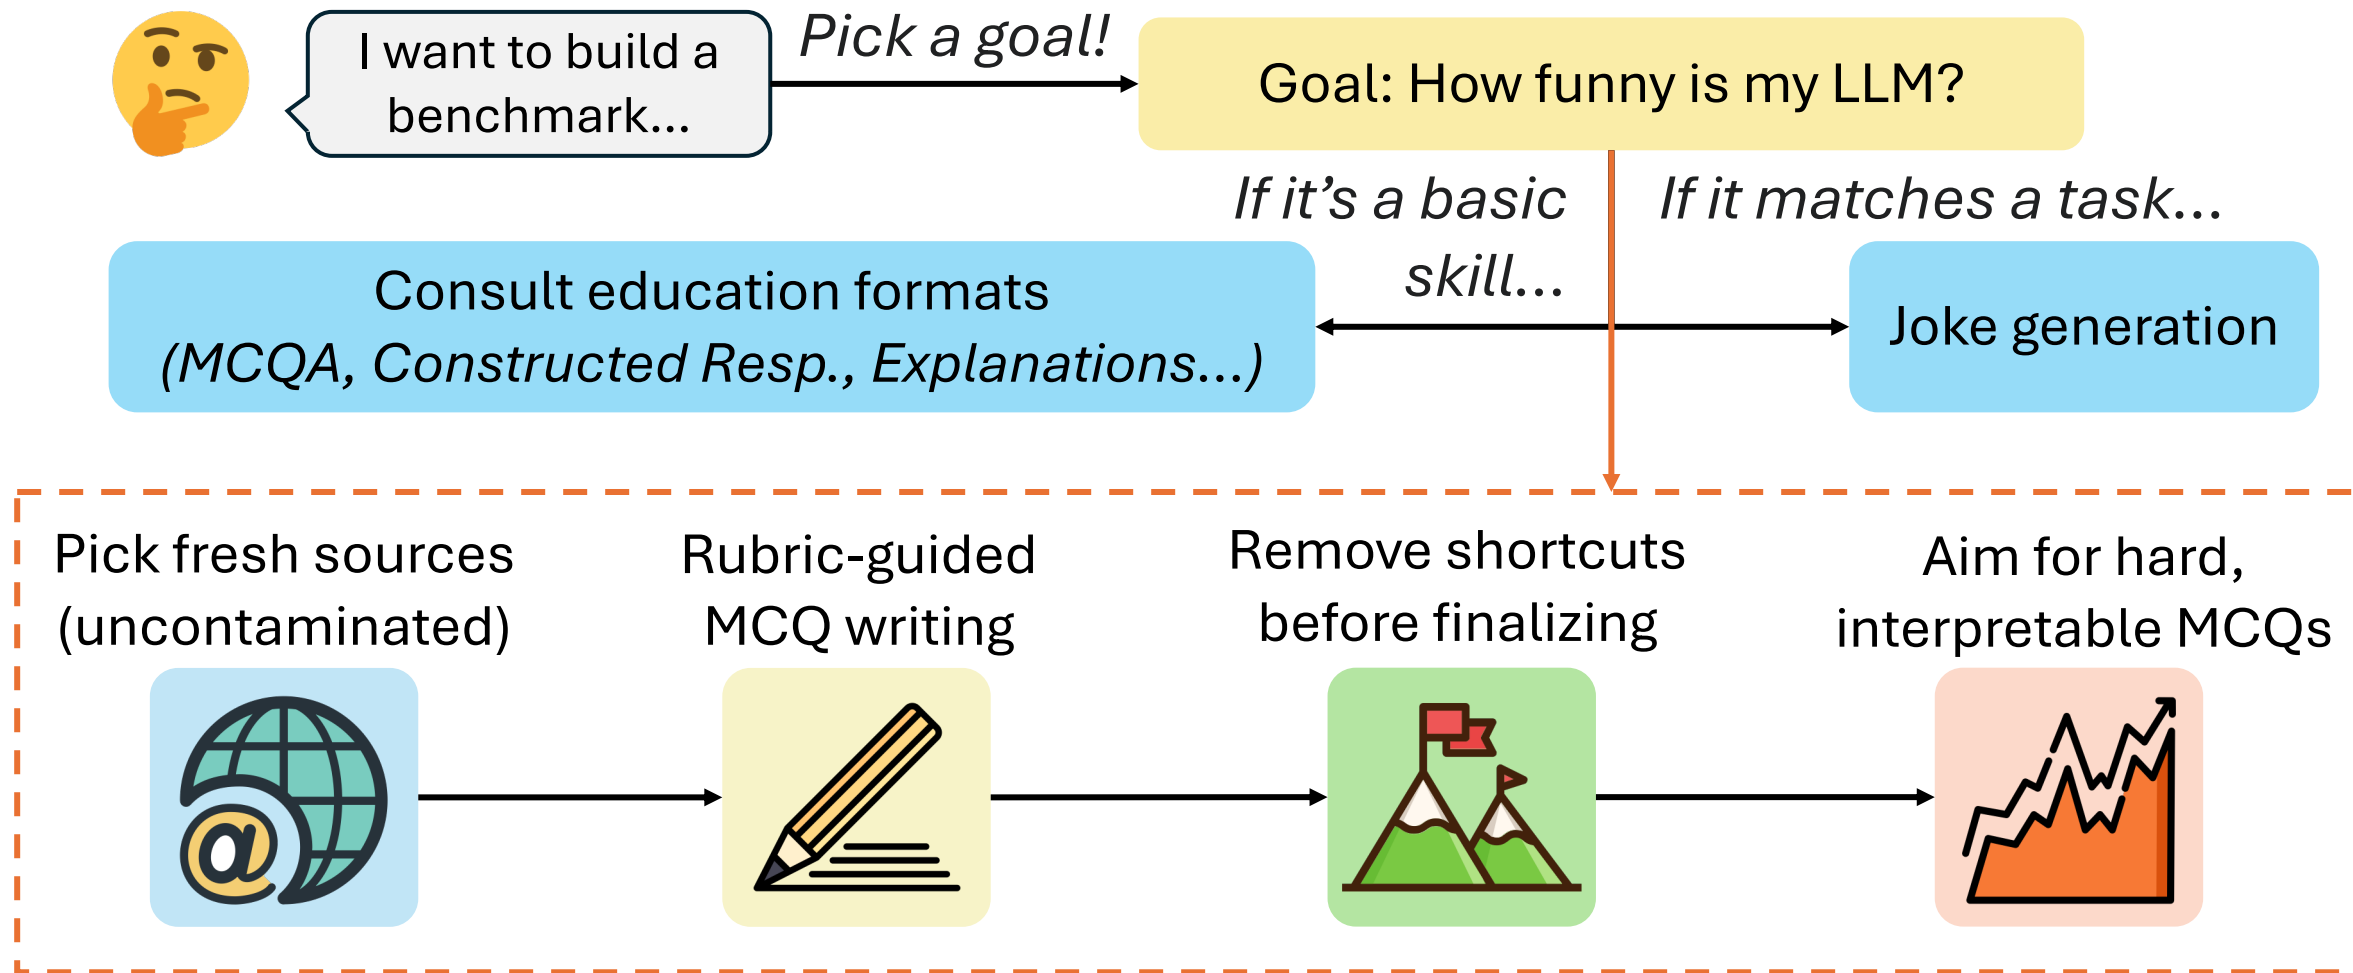 I want to build a
benchmark...
Pick a goal!
Goal: How funny is my LLM?
If it's a basic
skill...
If it matches a task...
Consult education formats
(MCQA, Constructed Resp., Explanations...)
Joke generation
Pick fresh sources
(uncontaminated)
Rubric-guided
MCQ writing
Remove shortcuts
before finalizing
Aim for hard,
interpretable MCQs
@